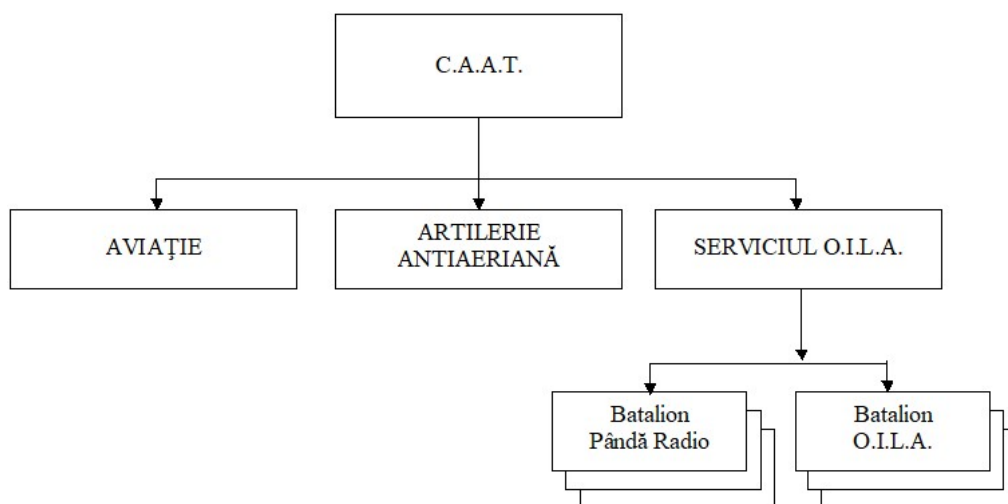 C.A.A.T.
AVIAŢIE
ARTILERIE
ANTIAERIANĂ
SERVICIUL O.I.L.A.
Batalion
Pândă Radio
Batalion
O.I.L.A.